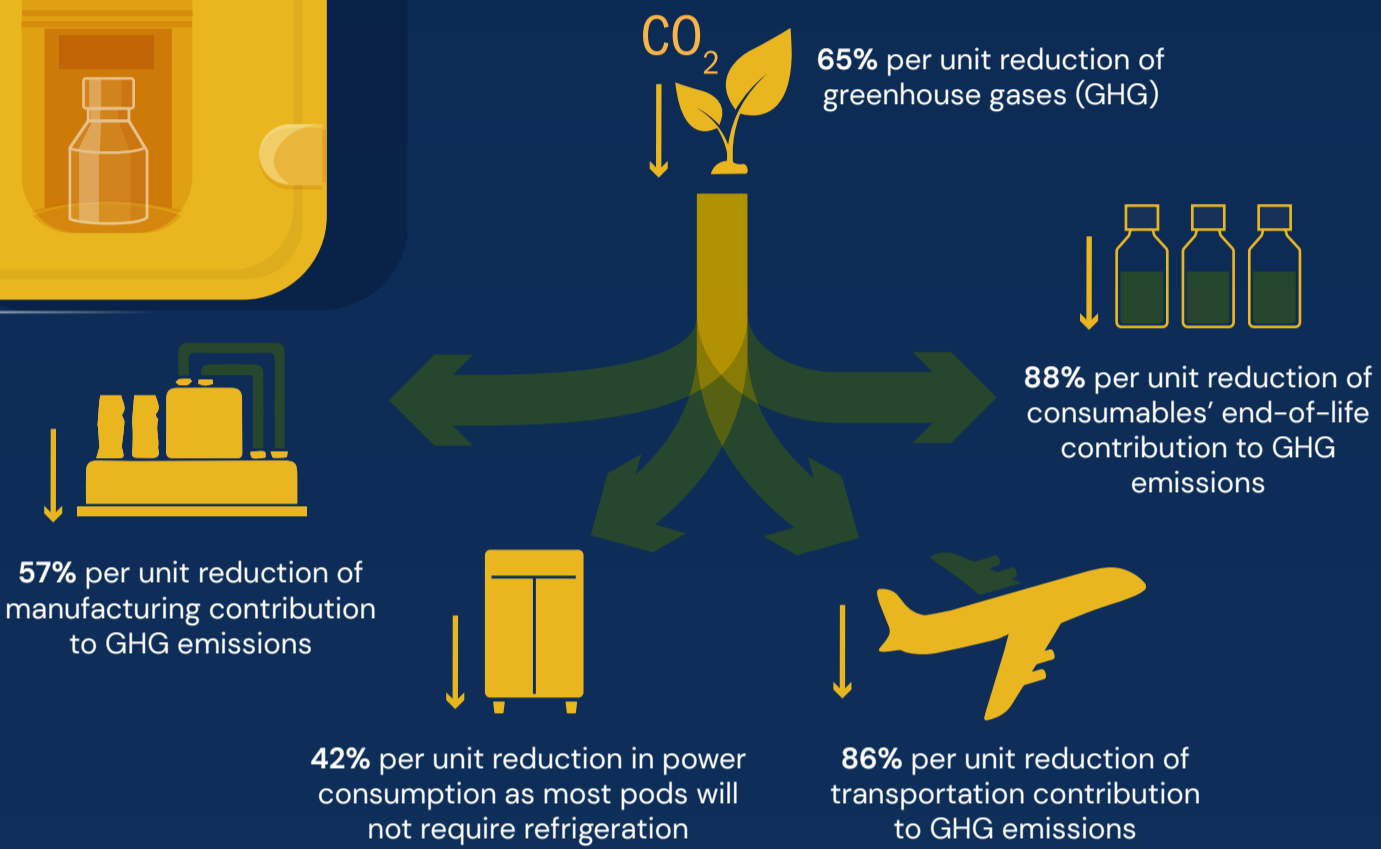 CO2
65% per unit reduction of
greenhouse gases (GHG)
88% per unit reduction of
consumables’ end-of-life
contribution to GHG
emissions
57% per unit reduction of
manufacturing contribution
to GHG emissions
42% per unit reduction in power
consumption as most pods will
not require refrigeration
86% per unit reduction of
transportation contribution
to GHG emissions